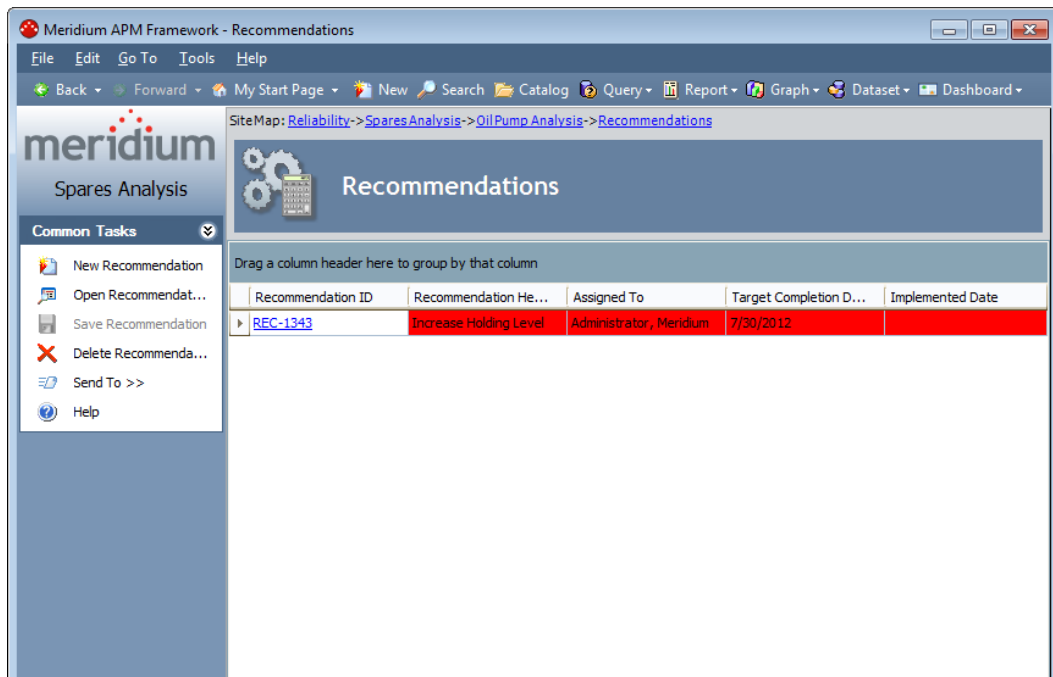 Meridium APM Framework - Recommendations
File Edit Go To Tools Help
Back Forward My Start Page New Search Catalog Query Report Graph Dataset Dashboard
meridium
Spares Analysis
Common Tasks
New Recommendation
Open Recommendat...
Save Recommendation
Delete Recommenda...
Send To >>
Help
SiteMap: Reliability->Spares Analysis->Oil Pump Analysis->Recommendations
Recommendations
Drag a column header here to group by that column
Recommendation ID Recommendation He... Assigned To Target Completion D... Implemented Date
REC-1343 Increase Holding Level Administrator, Meridium 7/30/2012